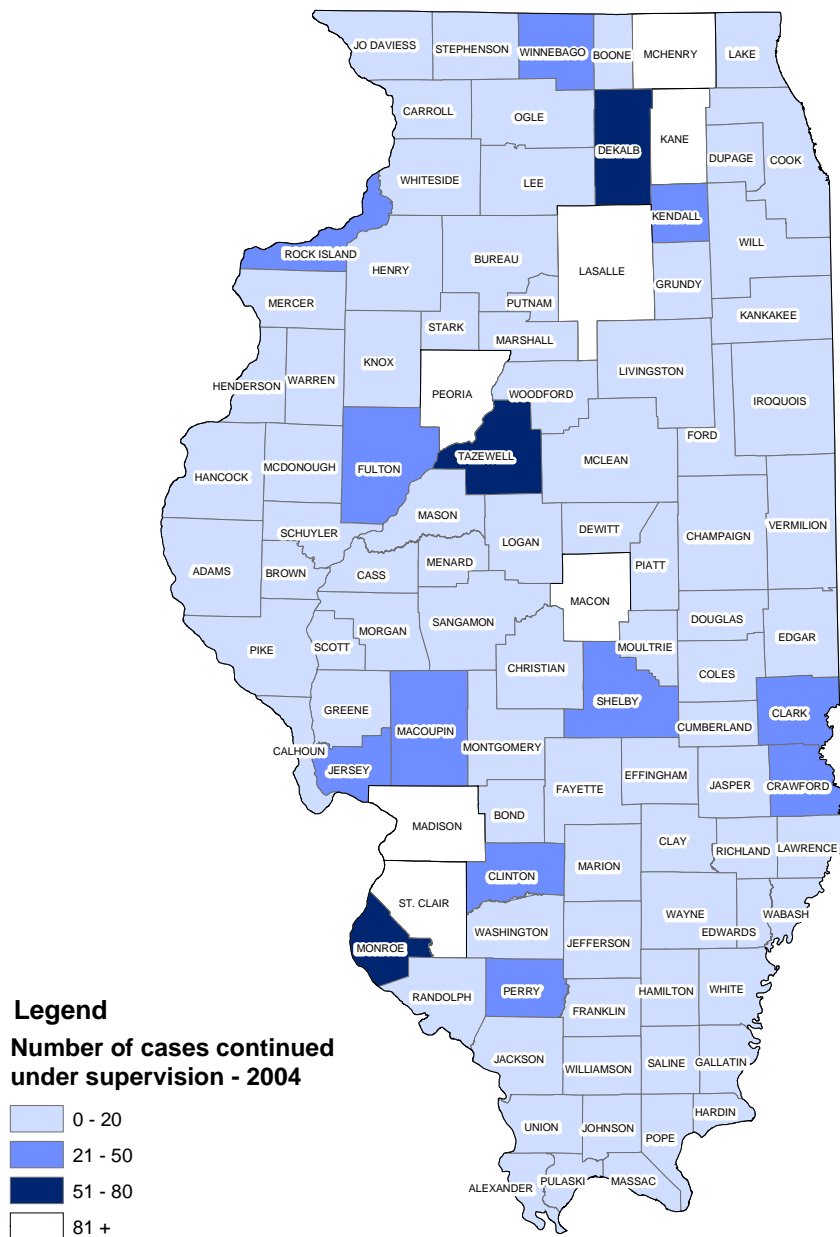 JO DAVIESS
STEPHENSON
WINNEBAGO
BOONE
MCHENRY
LAKE
CARROLL
OGLE
DEKALB
KANE
DUPAGE
COOK
WHITESIDE
LEE
KENDALL
WILL
ROCK ISLAND
HENRY
BUREAU
LASALLE
GRUNDY
MERCER
PUTNAM
KANKAKEE
STARK
MARSHALL
KNOX
LIVINGSTON
HENDERSON
WARREN
PEORIA
WOODFORD
IROQUOIS
FORD
HANCOCK
MCDONOUGH
FULTON
TAZEWELL
MCLEAN
MASON
VERMILION
SCHUYLER
LOGAN
DEWITT
CHAMPAIGN
ADAMS
BROWN
CASS
MENARD
PIATT
MACON
DOUGLAS
PIKE
SCOTT
MORGAN
SANGAMON
MOULTRIE
EDGAR
CHRISTIAN
COLES
GREENE
SHELBY
CLARK
MACOUPIN
CUMBERLAND
CALHOUN
MONTGOMERY
JERSEY
EFFINGHAM
FAYETTE
JASPER
CRAWFORD
BOND
MADISON
CLAY
RICHLAND
LAWRENCE
MARION
CLINTON
ST. CLAIR
WAYNE
WABASH
WASHINGTON
EDWARDS
MONROE
JEFFERSON
RANDOLPH
PERRY
HAMILTON
WHITE
FRANKLIN
JACKSON
WILLIAMSON
SALINE
GALLATIN
HARDIN
UNION
JOHNSON
POPE
ALEXANDER
PULASKI
MASSAC
Legend
Number of cases continued
under supervision - 2004
0 - 20
21 - 50
51 - 80
81 +